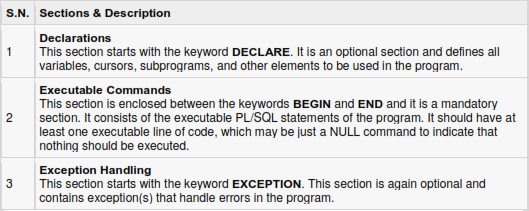 S.N. Sections & Description
Declarations
1 This section starts with the keyword DECLARE. It is an optional section and defines all
variables, cursors, subprograms, and other elements to be used in the program.
Executable Commands
This section is enclosed between the keywords BEGIN and END and it is a mandatory
2 section. It consists of the executable PL/SQL statements of the program. It should have at
least one executable line of code, which may be just a NULL command to indicate that
nothing should be executed.
Exception Handling
3 This section starts with the keyword EXCEPTION. This section is again optional and
contains exception(s) that handle errors in the program.